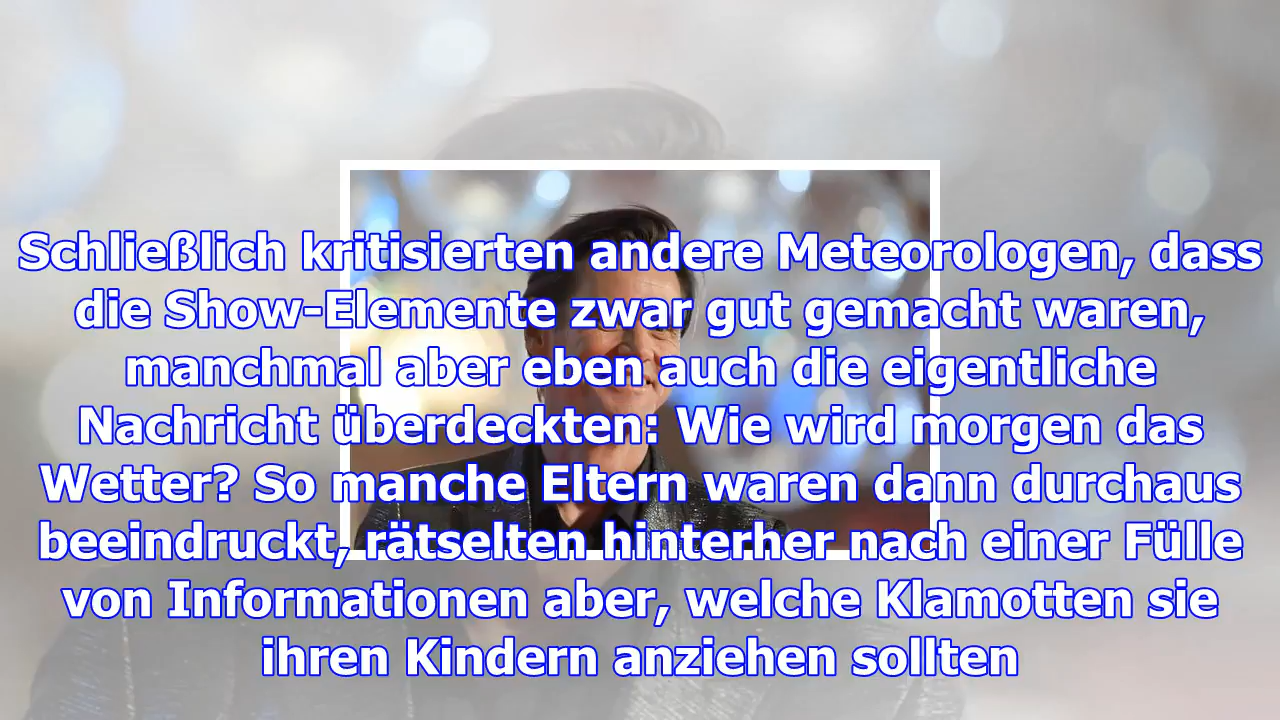 Schließlich kritisierten andere Meteorologen, dass
die Show-Elemente zwar gut gemacht waren,
manchmal aber eben auch die eigentliche
Nachricht überdeckten: Wie wird morgen das
Wetter? So manche Eltern waren dann durchaus
beeindruckt, rätselten hinterher nach einer Fülle
von Informationen aber, welche Klamotten sie
ihren Kindern anziehen sollten